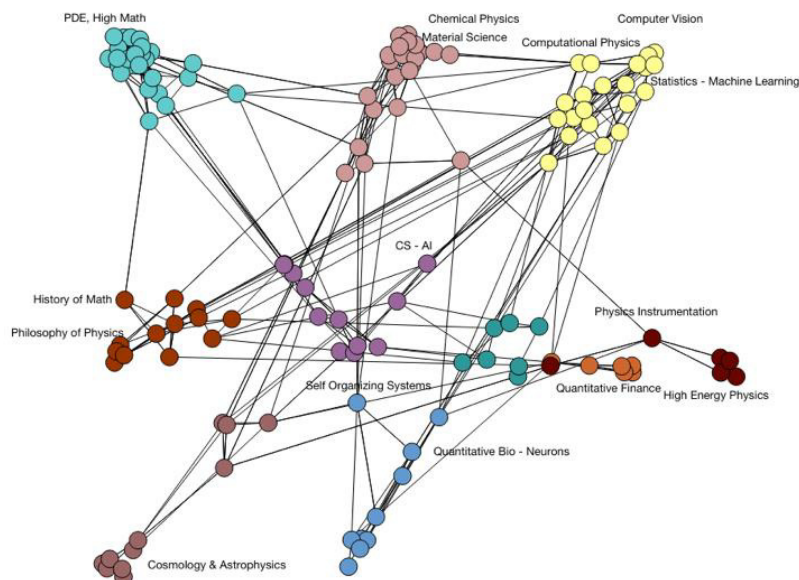 PDE, High Math
Chemical Physics
Computer Vision
Material Science
Computational Physics
Statistics - Machine Learning
CS - AI
History of Math
Physics Instrumentation
Philosophy of Physics
Self Organizing Systems
Quantitative Finance
High Energy Physics
Quantitative Bio - Neurons
Cosmology & Astrophysics